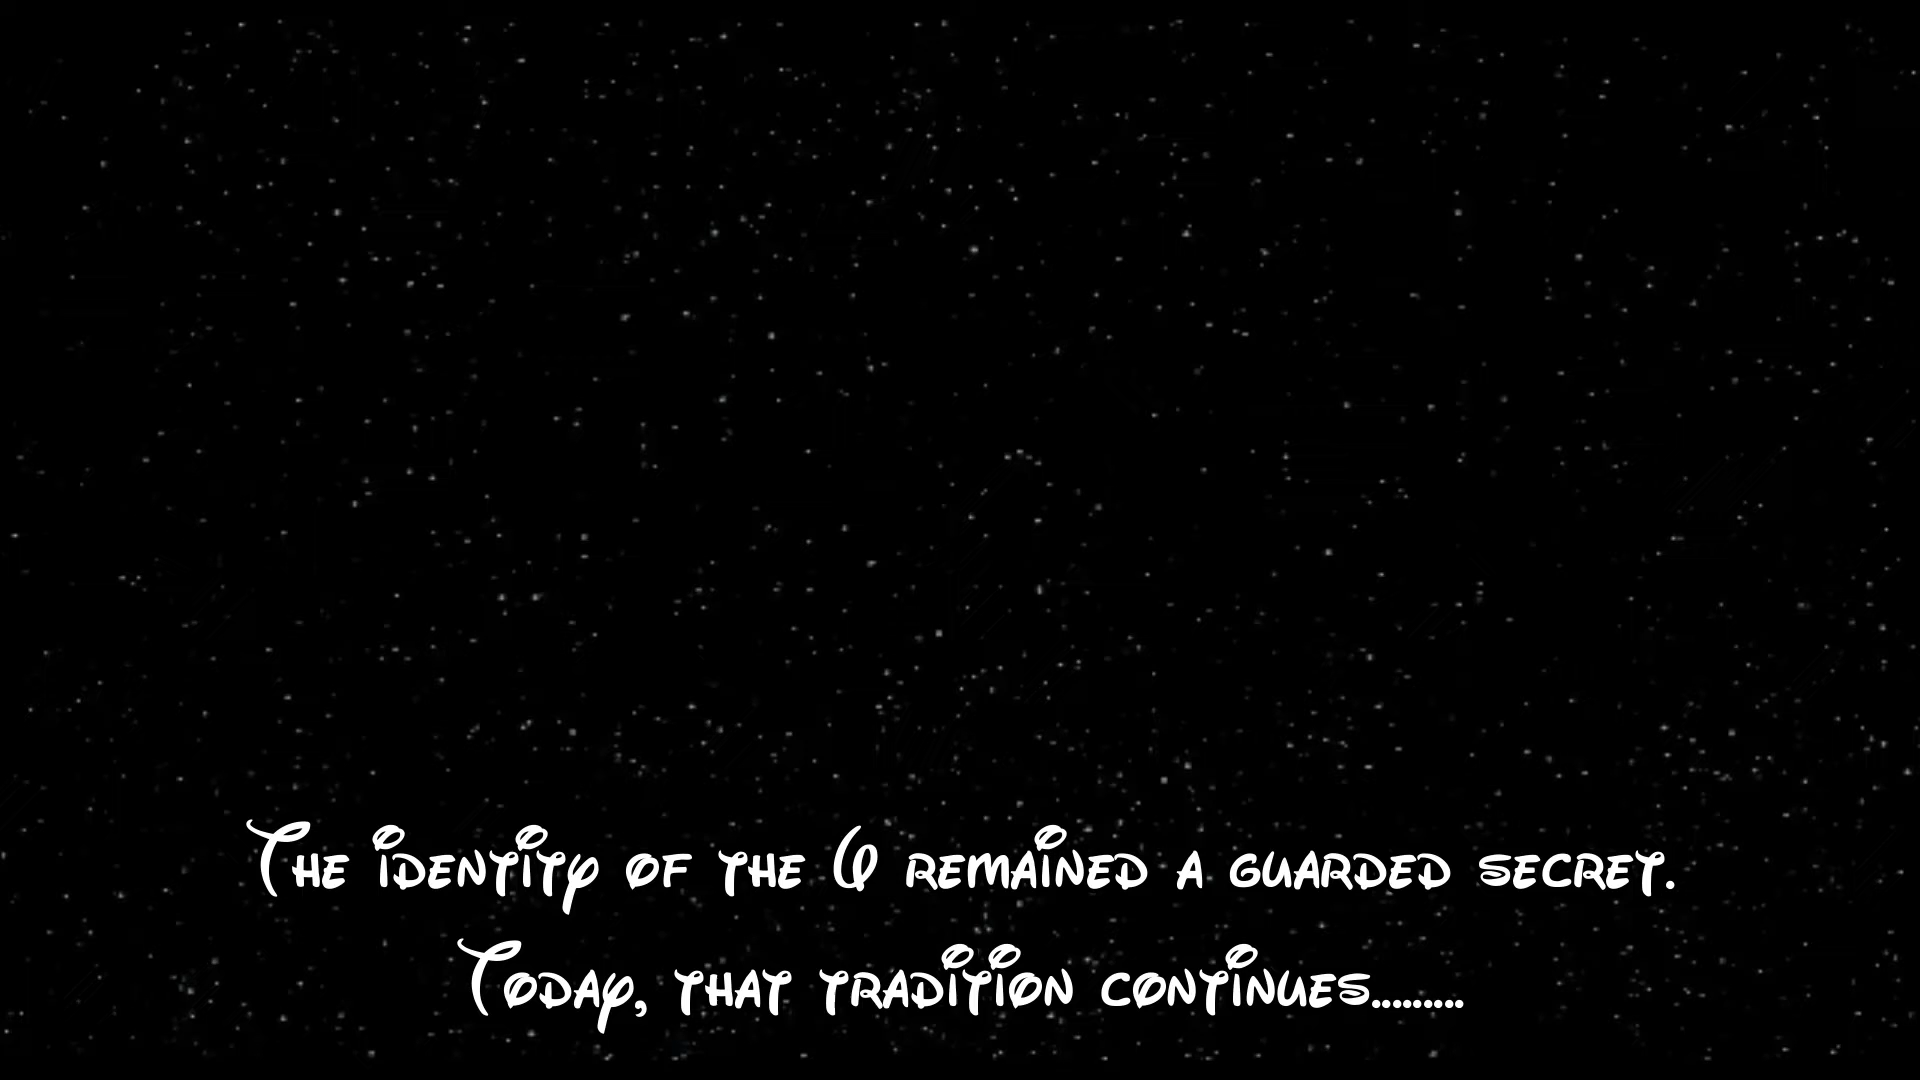 The identity of the Q remained a guarded secret.
Today, that tradition continues.........